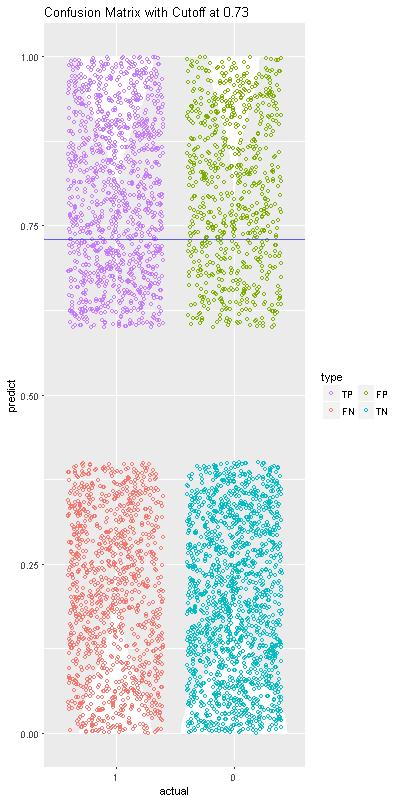 Confusion Matrix with Cutoff at 0.73
1.00
0.75
0.50
0.25
0.00
predict
1 0
actual
type
TP FP
FN TN